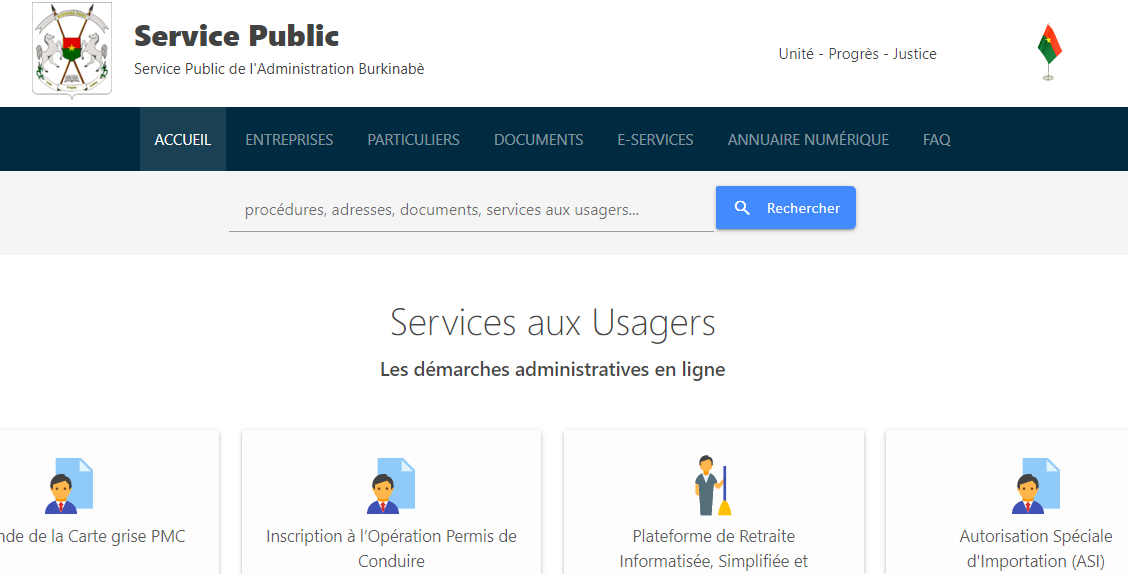 Service Public
Service Public de l'Administration Burkinabè
Unité - Progrès - Justice
ACCUEIL ENTREPRISES PARTICULIERS DOCUMENTS E-SERVICES ANNUAIRE NUMÉRIQUE FAQ
procédures, adresses, documents, services aux usagers...
Rechercher
Services aux Usagers
Les démarches administratives en ligne
de la Carte grise PMC
Inscription à l’Opération Permis de
Conduire
Plateforme de Retraite
Informatisée, Simplifiée et
Autorisation Spéciale
d'Importation (ASI)